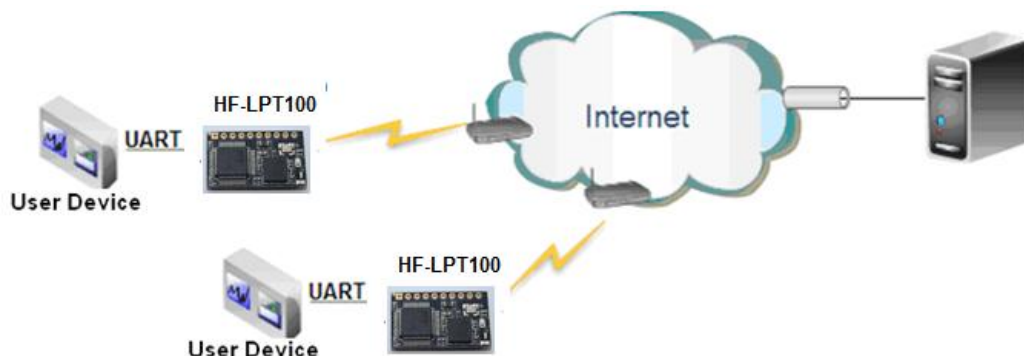 HF-LPT100
UART
User Device
Internet
HF-LPT100
UART
User Device